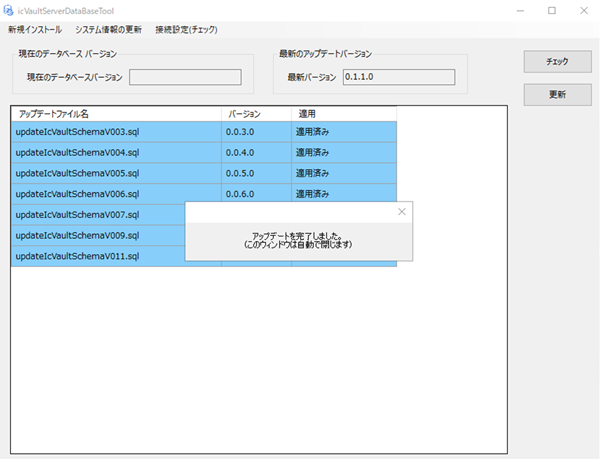 icVaultServerDataBaseTool
新規インストール システム情報の更新 接続設定(チェック)
現在のデータベース バージョン
最新のアップデートバージョン
チェック
現在のデータベースバージョン
最新バージョン 0.1.1.0
更新
アップデートファイル名 バージョン 適用
updateIcVaultSchemaV003.sql 0.0.3.0 適用済み
updateIcVaultSchemaV004.sql 0.0.4.0 適用済み
updateIcVaultSchemaV005.sql 0.0.5.0 適用済み
updateIcVaultSchemaV006.sql 0.0.6.0 適用済み
updateIcVaultSchemaV007.sql
updateIcVaultSchemaV009.sql
updateIcVaultSchemaV011.sql
アップデートを完了しました。
(このウィンドウは自動で閉じます)